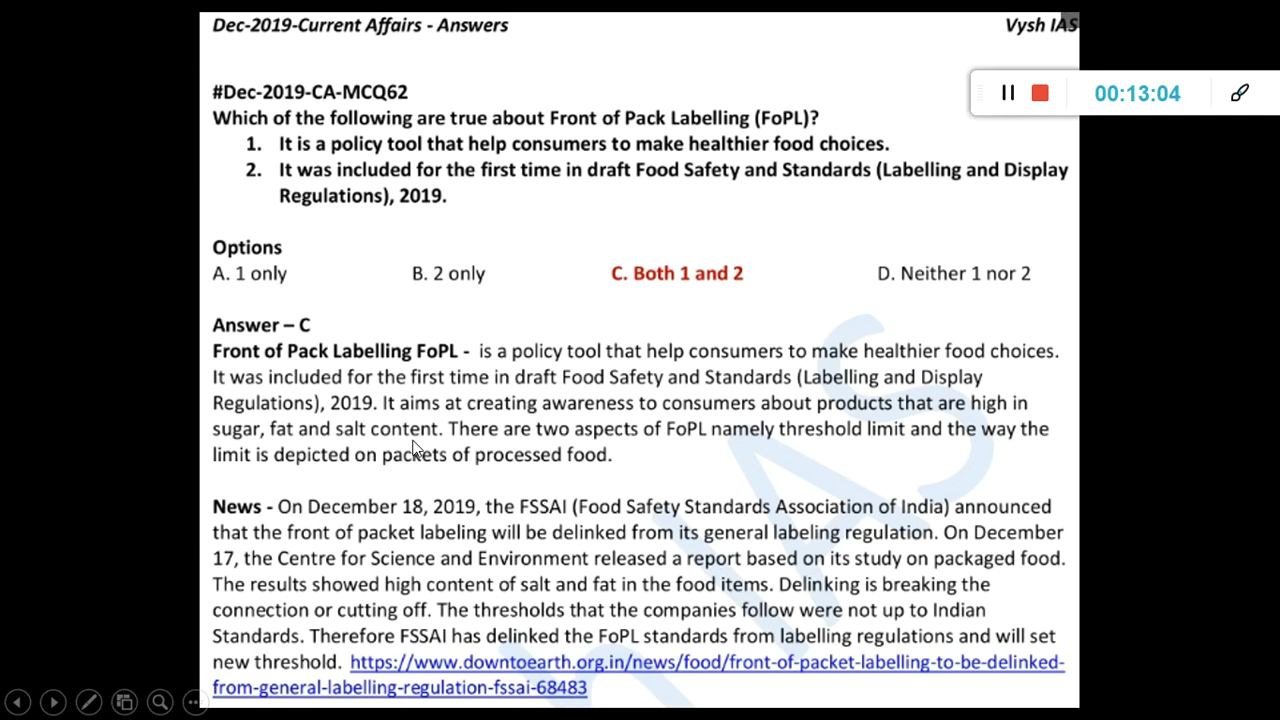 Dec-2019-Current Affairs - Answers Vysh IAS
00:13:04
#Dec-2019-CA-MCQ62
Which of the following are true about Front of Pack Labelling (FoPL)?
1. It is a policy tool that help consumers to make healthier food choices.
2. It was included for the first time in draft Food Safety and Standards (Labelling and Display
Regulations), 2019.
Options
A. 1 only B. 2 only C. Both 1 and 2 D. Neither 1 nor 2
Answer – C
Front of Pack Labelling FoPL - is a policy tool that help consumers to make healthier food choices.
It was included for the first time in draft Food Safety and Standards (Labelling and Display
Regulations), 2019. It aims at creating awareness to consumers about products that are high in
sugar, fat and salt content. There are two aspects of FoPL namely threshold limit and the way the
limit is depicted on packets of processed food.
News - On December 18, 2019, the FSSAI (Food Safety Standards Association of India) announced
that the front of packet labeling will be delinked from its general labeling regulation. On December
17, the Centre for Science and Environment released a report based on its study on packaged food.
The results showed high content of salt and fat in the food items. Delinking is breaking the
connection or cutting off. The thresholds that the companies follow were not up to Indian
Standards. Therefore FSSAI has delinked the FoPL standards from labelling regulations and will set
new threshold. https://www.downtoearth.org.in/news/food/front-of-packet-labelling-to-be-delinked-
from-general-labelling-regulation-fssai-68483
h IAS